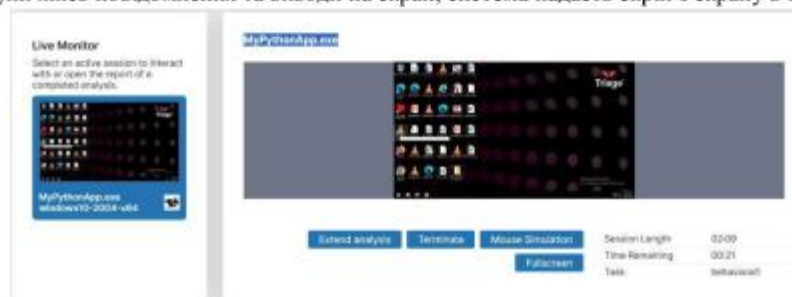 Live Monitor
Select an active session to interact
with or open the report of a
completed analysis.
MyPythonApp.exe
windows10-2004-x64
MyPythonApp.exe
Triage
Extend analysis
Terminate
Mouse Simulation
Fullscreen
Session Length 02:09
Time Remaining 00:21
Task behavioral1